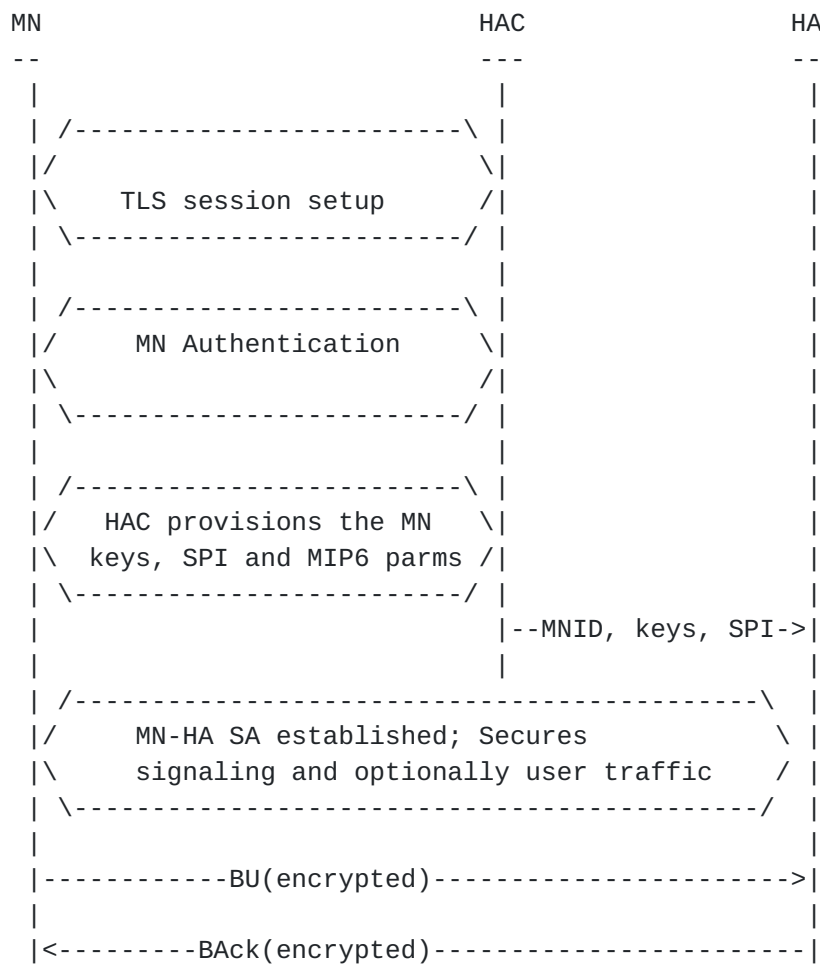 MN                            HAC                 HA
--                            ---                 --
 |                             |                   |
 | /-------------------------\ |                   |
 |/                           \|                   |
 |\    TLS session setup      /|                   |
 | \-------------------------/ |                   |
 |                             |                   |
 | /-------------------------\ |                   |
 |/     MN Authentication     \|                   |
 |\                           /|                   |
 | \-------------------------/ |                   |
 |                             |                   |
 | /-------------------------\ |                   |
 |/   HAC provisions the MN   \|                   |
 |\  keys, SPI and MIP6 parms /|                   |
 | \-------------------------/ |                   |
 |                             |--MNID, keys, SPI->|
 |                             |                   |
 | /--------------------------------------------\  |
 |/     MN-HA SA established; Secures            \ |
 |\     signaling and optionally user traffic    / |
 | \--------------------------------------------/  |
 |                                                 |
 |------------BU(encrypted)----------------------->|
 |                                                 |
 |<---------BAck(encrypted)------------------------|